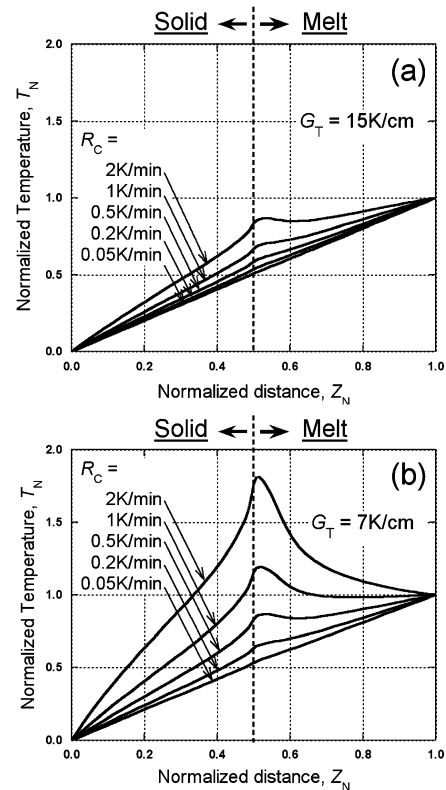 Solid Melt
(a)
2.0
1.5
1.0
0.5
0.0
Normalized Temperature, TN
GT = 15K/cm
RC =
2K/min
1K/min
0.5K/min
0.2K/min
0.05K/min
0.0 0.2 0.4 0.6 0.8 1.0
Normalized distance, ZN
Solid Melt
(b)
2.0
1.5
1.0
0.5
0.0
Normalized Temperature, TN
GT = 7K/cm
RC =
2K/min
1K/min
0.5K/min
0.2K/min
0.05K/min
0.0 0.2 0.4 0.6 0.8 1.0
Normalized distance, ZN